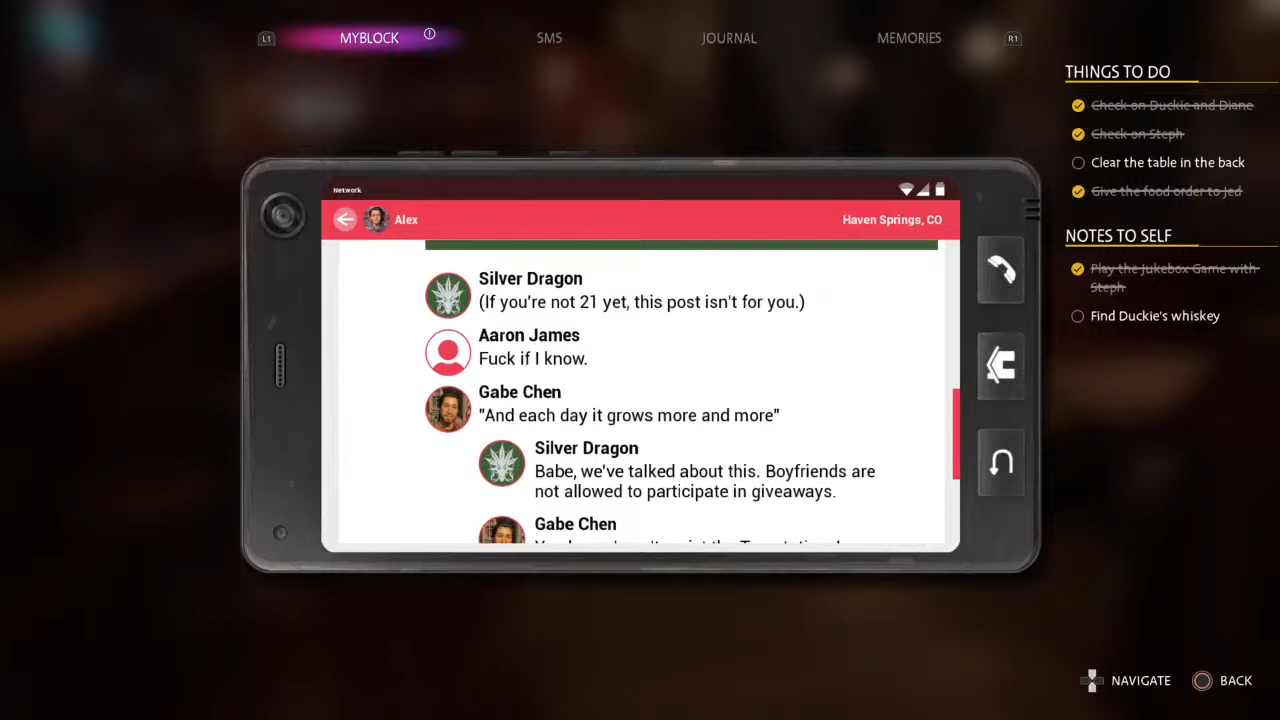 L1
MYBLOCK
SMS
JOURNAL
MEMORIES
R1
THINGS TO DO
Check on Duckie and Diane
Check on Steph
Clear the table in the back
Give the food order to Jed
NOTES TO SELF
Play the Jukebox Game with
Steph
Find Duckie's whiskey
Network
Alex
Haven Springs, CO
Silver Dragon
(If you're not 21 yet, this post isn't for you.)
Aaron James
Fuck if I know.
Gabe Chen
"And each day it grows more and more"
Silver Dragon
Babe, we've talked about this. Boyfriends are
not allowed to participate in giveaways.
Gabe Chen
NAVIGATE
BACK